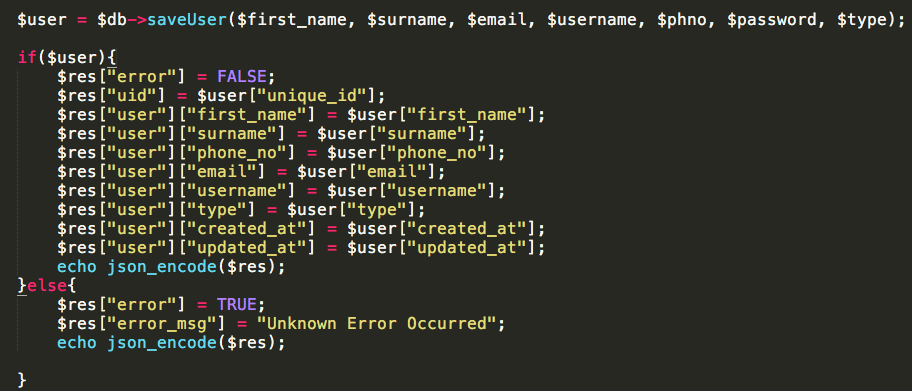 $user = $db->saveUser($first_name, $surname, $email, $username, $phno, $password, $type);
if($user){
$res["error"] = FALSE;
$res["uid"] = $user["unique_id"];
$res["user"]["first_name"] = $user["first_name"];
$res["user"]["surname"] = $user["surname"];
$res["user"]["phone_no"] = $user["phone_no"];
$res["user"]["email"] = $user["email"];
$res["user"]["username"] = $user["username"];
$res["user"]["type"] = $user["type"];
$res["user"]["created_at"] = $user["created_at"];
$res["user"]["updated_at"] = $user["updated_at"];
echo json_encode($res);
}else{
$res["error"] = TRUE;
$res["error_msg"] = "Unknown Error Occurred";
echo json_encode($res);
}